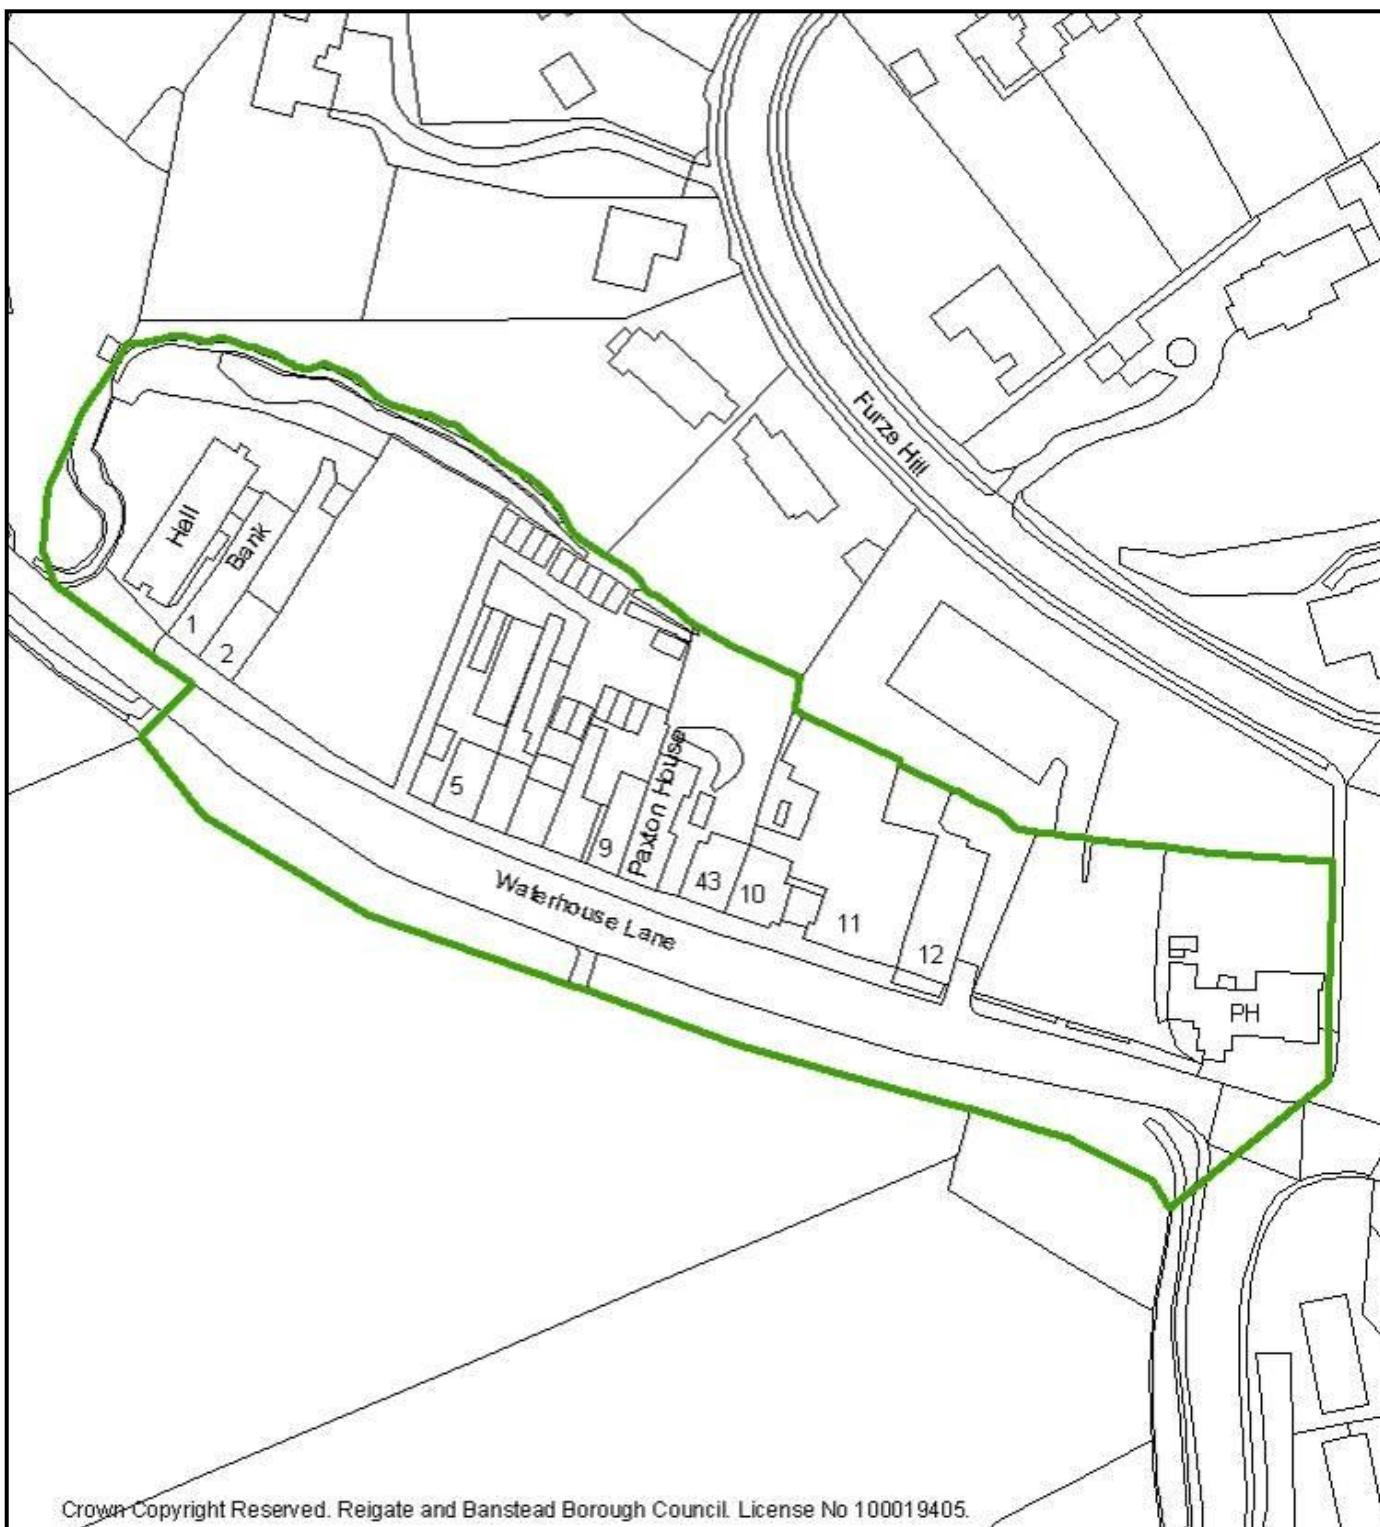 Furze Hill
Hall
Bank
1
2
5
Paxton House
9
43
10
11
12
Waterhouse Lane
PH
Crown Copyright Reserved. Reigate and Banstead Borough Council. License No 100019405.